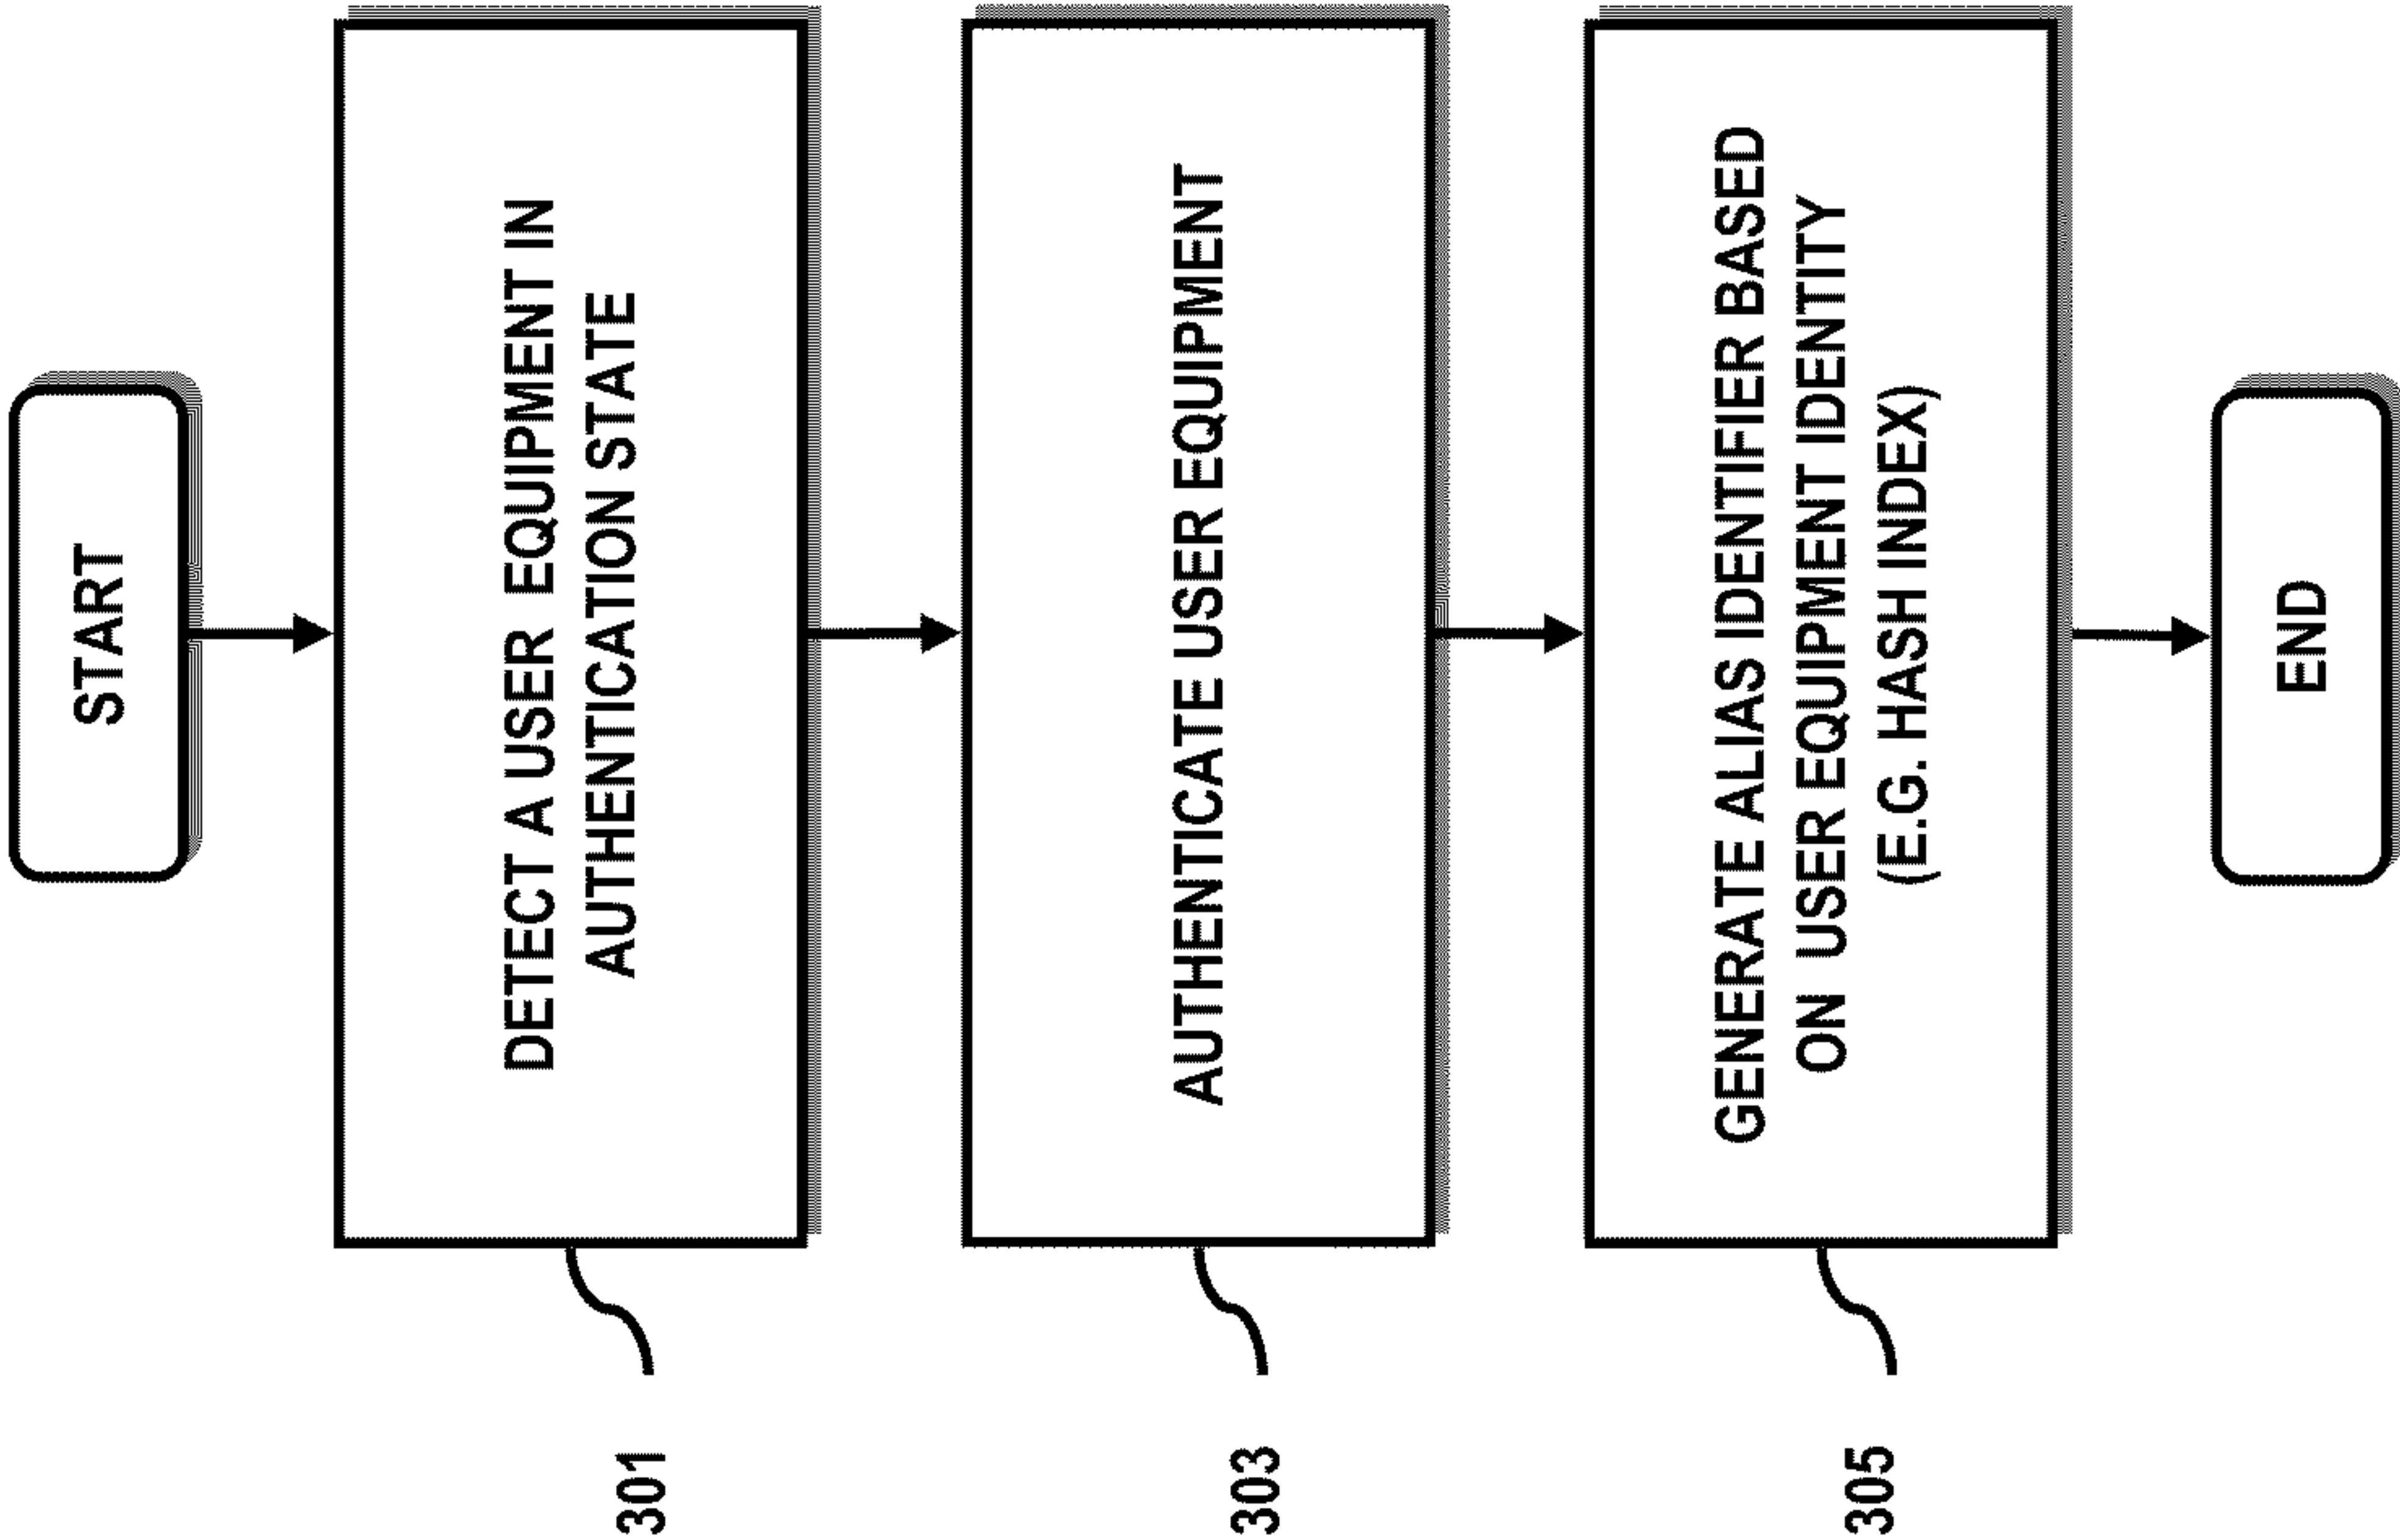 START
DETECT A USER EQUIPMENT IN
AUTHENTICATION STATE
301
AUTHENTICATE USER EQUIPMENT
303
GENERATE ALIAS IDENTIFIER BASED
ON USER EQUIPMENT IDENTITY
(E.G. HASH INDEX)
305
END